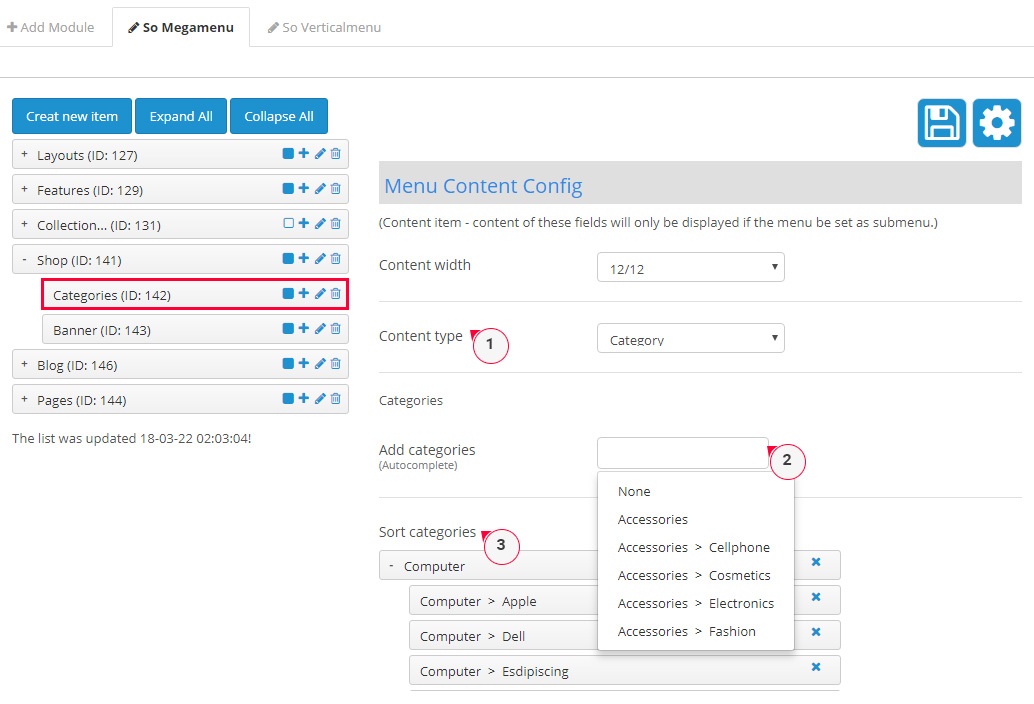 Add Module
So Megamenu
So Verticalmenu
Creat new item
Expand All
Collapse All
+ Layouts (ID: 127)
+ Features (ID: 129)
+ Collection... (ID: 131)
- Shop (ID: 141)
Categories (ID: 142)
Banner (ID: 143)
+ Blog (ID: 146)
+ Pages (ID: 144)
The list was updated 18-03-22 02:03:04!
Menu Content Config
(Content item - content of these fields will only be displayed if the menu be set as submenu.)
Content width
12/12
Content type
1
Category
Categories
Add categories
(Autocomplete)
2
None
Accessories
Accessories > Cellphone
Accessories > Cosmetics
Accessories > Electronics
Accessories > Fashion
Sort categories
3
- Computer
Computer > Apple
Computer > Dell
Computer > Esdipiscing